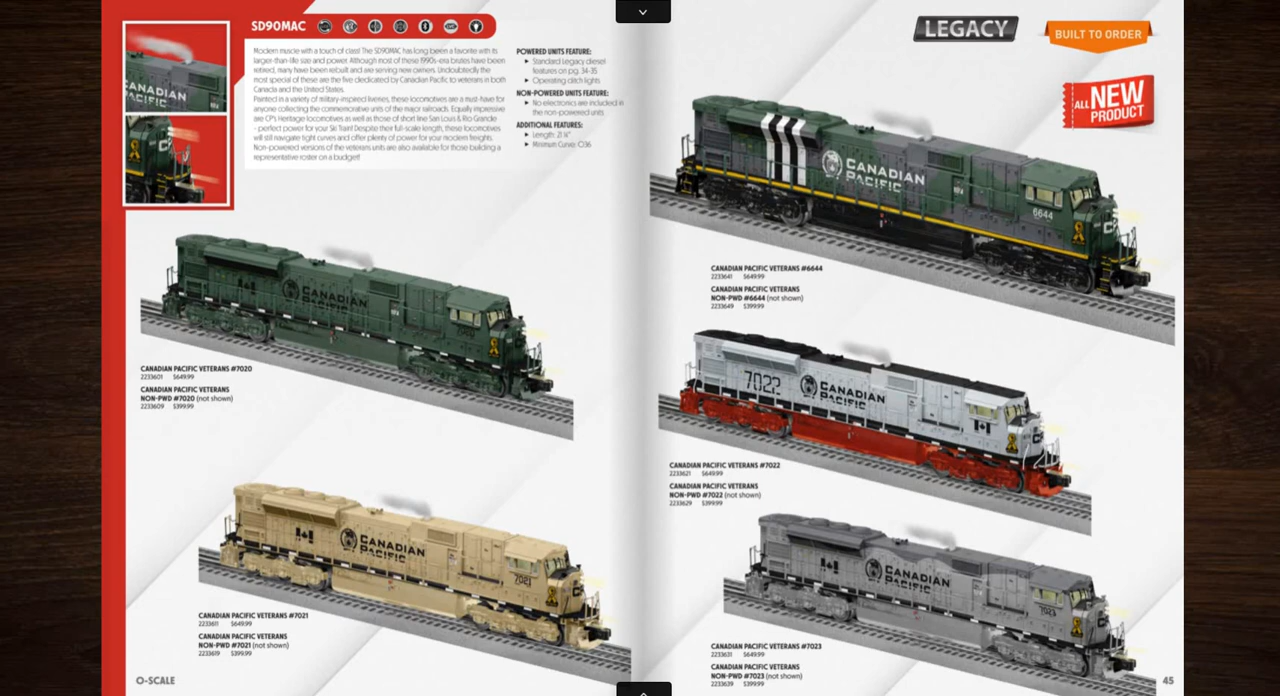 SD90MAC
Modern muscle with a touch of class! The SD90MAC has long been a favorite with its
larger-than-life size and power. Although most of these 1990s-era brutes have been
retired, many have been rebuilt and are serving new owners. Undoubtedly the
most special of these are the five dedicated by Canadian Pacific to veterans in both
Canada and the United States.
Painted in a variety of military-inspired liveries, these locomotives are a must-have for
anyone collecting the commemorative units of the major railroads. Equally impressive
are CP's Heritage locomotives as well as those of short line San Louis & Rio Grande
- perfect power for your Ski Train! Despite their full-scale length, these locomotives
will still navigate tight curves and offer plenty of power for your modern freights.
Non-powered versions of the veterans units are also available for those building a
representative roster on a budget!
POWERED UNITS FEATURE:
► Standard Legacy diesel
features on pg. 34-35
► Operating ditch lights
NON-POWERED UNITS FEATURE:
► No electronics are included in
the non-powered units
ADDITIONAL FEATURES:
► Length: 21 ¼"
► Minimum Curve: O36
LEGACY
BUILT TO ORDER
ALL NEW
PRODUCT
CANADIAN
PACIFIC
CANADIAN
PACIFIC
6644
CANADIAN PACIFIC VETERANS #6644
2233641 $649.99
CANADIAN PACIFIC VETERANS
NON-PWD #6644 (not shown)
2233649 $399.99
CANADIAN
PACIFIC
7020
CANADIAN PACIFIC VETERANS #7020
2233601 $649.99
CANADIAN PACIFIC VETERANS
NON-PWD #7020 (not shown)
2233609 $399.99
7022
CANADIAN
PACIFIC
CANADIAN PACIFIC VETERANS #7022
2233621 $649.99
CANADIAN PACIFIC VETERANS
NON-PWD #7022 (not shown)
2233629 $399.99
CANADIAN
PACIFIC
7021
CANADIAN PACIFIC VETERANS #7021
2233611 $649.99
CANADIAN PACIFIC VETERANS
NON-PWD #7021 (not shown)
2233619 $399.99
CANADIAN
PACIFIC
7023
CANADIAN PACIFIC VETERANS #7023
2233631 $649.99
CANADIAN PACIFIC VETERANS
NON-PWD #7023 (not shown)
2233639 $399.99
O-SCALE
45